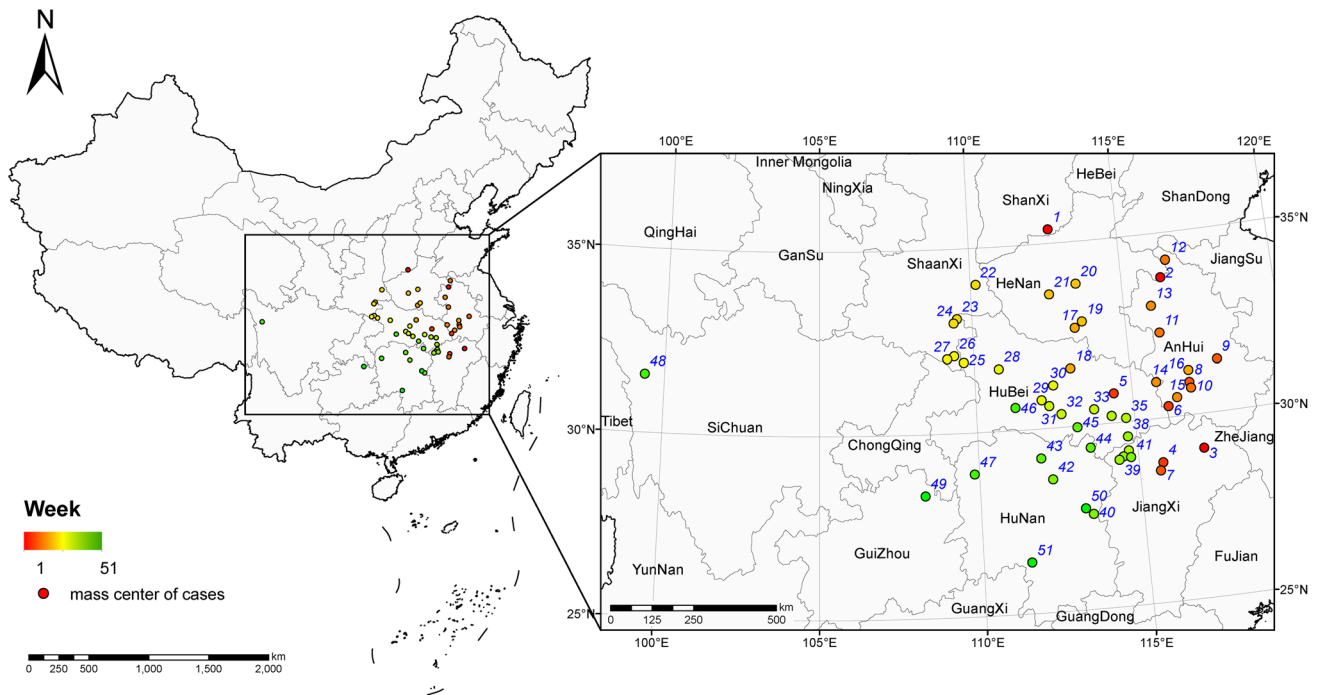 N
100°E 105°E 110°E 115°E 120°E
Inner Mongolia
HeBei
NingXia
ShanXi
ShanDong
1
35°N
QingHai
35°N
GanSu
ShaanXi
12
JiangSu
2
22
HeNan
21
20
13
24
23
17
19
11
AnHui
27
26
25
28
18
9
16
8
14
15
10
48
30
HuBei
29
5
6
30°N
46
31
32
33
35
Tibet
30°N
SiChuan
45
38
ChongQing
43
44
41
ZheJiang
4
3
47
42
39
7
49
50
40
JiangXi
HuNan
51
GuiZhou
FuJian
YunNan
GuangXi
GuangDong
25°N
25°N
km
0 125 250 500
100°E 105°E 110°E 115°E
Week
1 51
mass center of cases
km
0 250 500 1,000 1,500 2,000